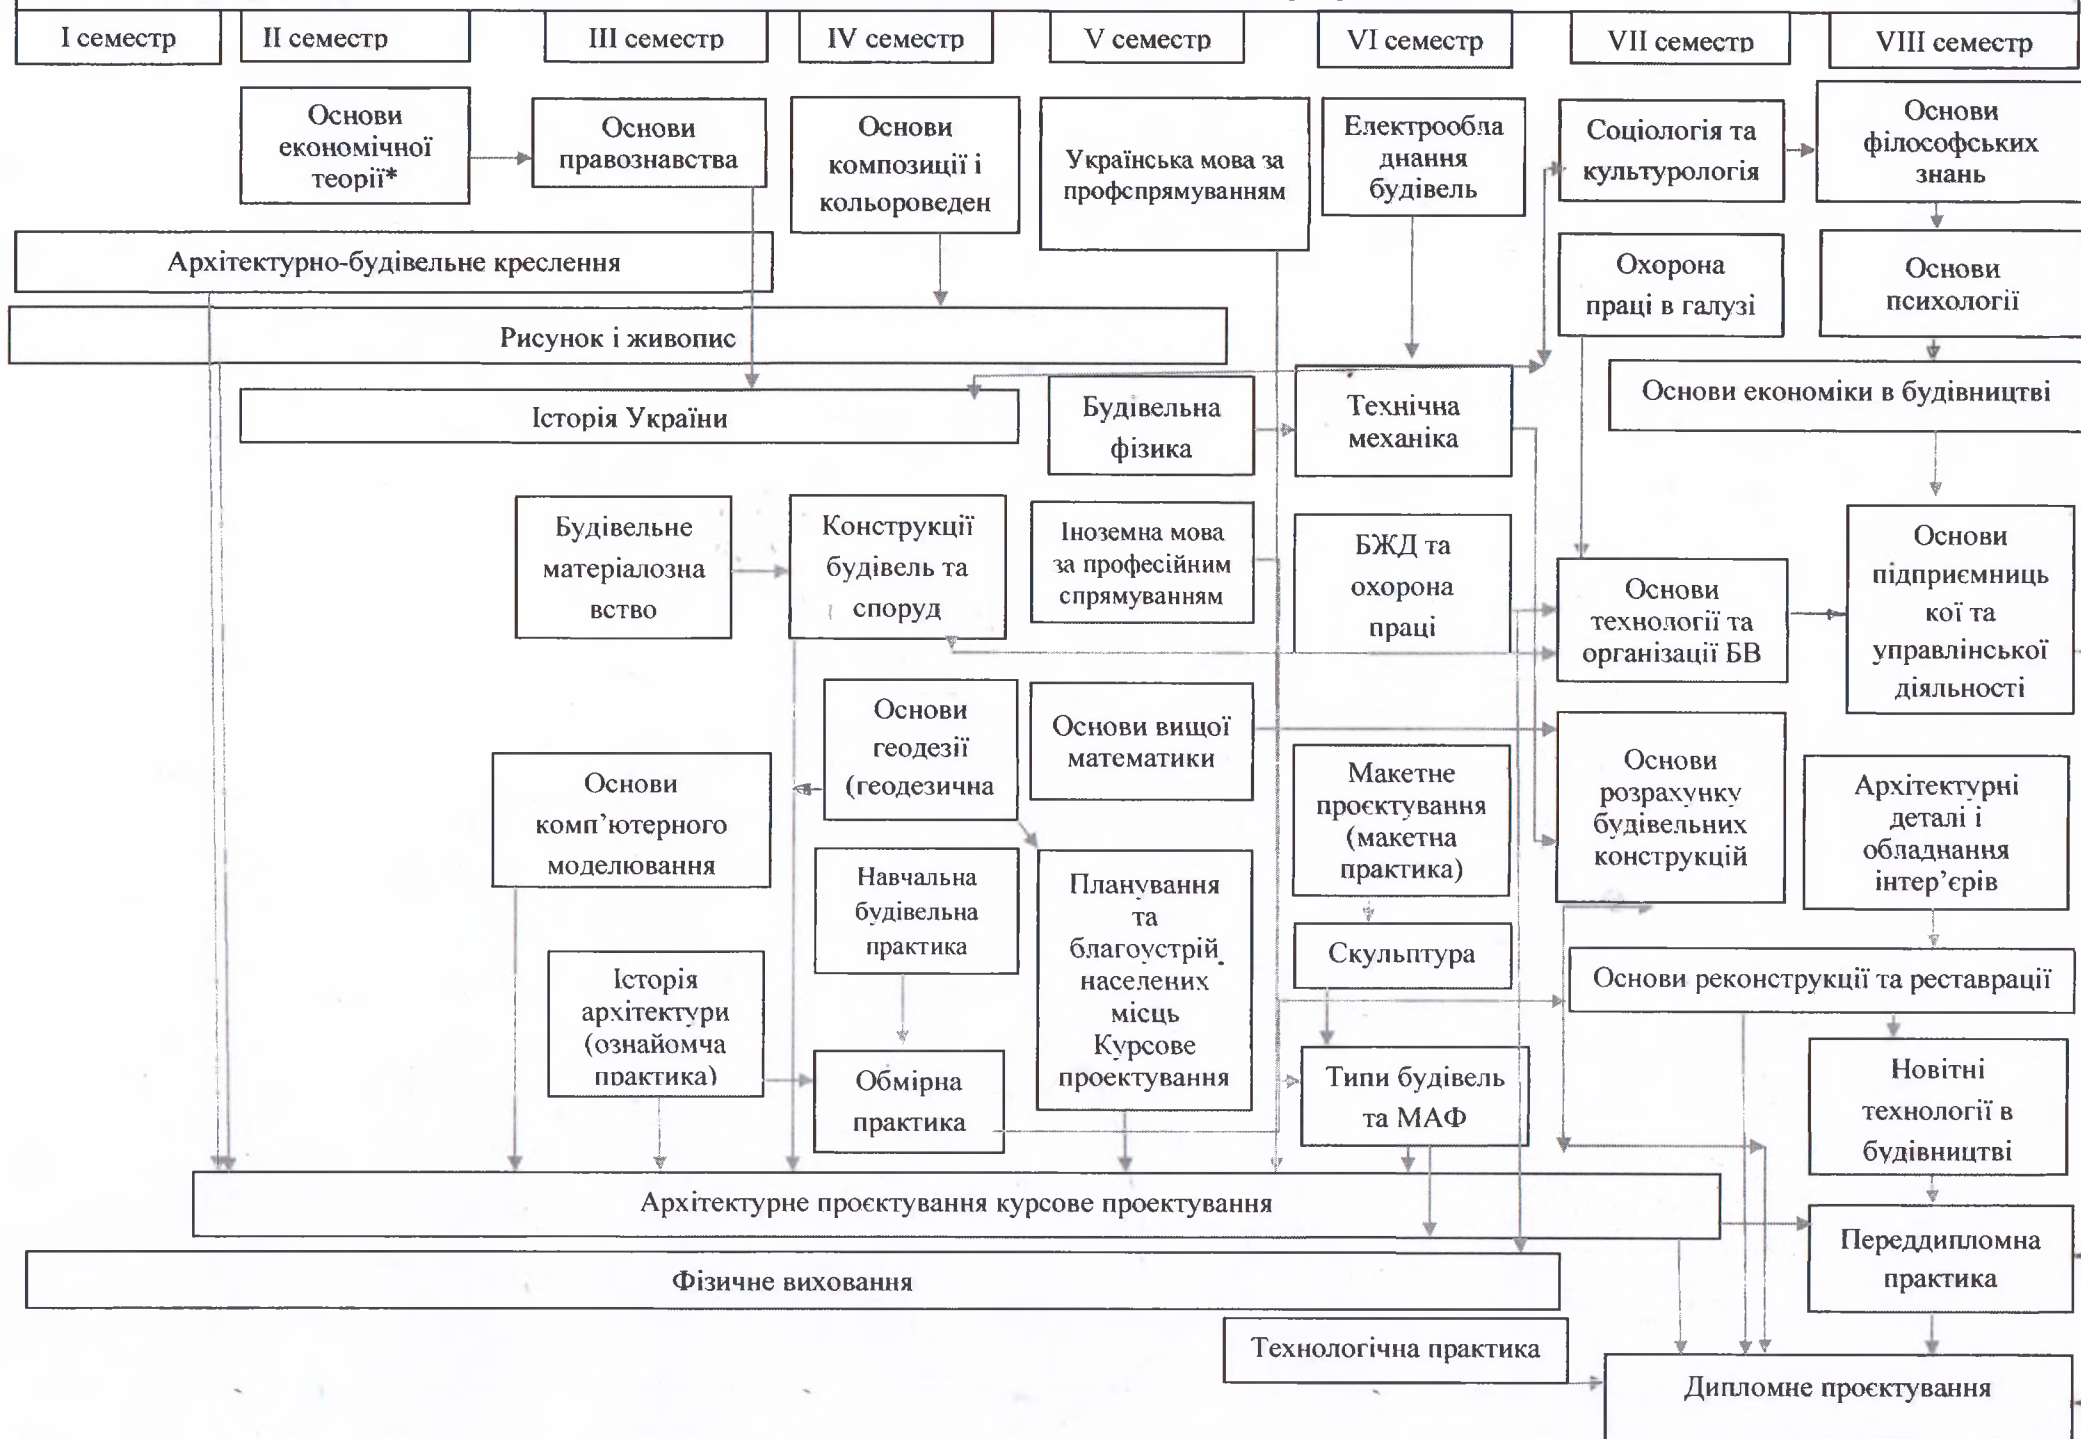 І семестр
ІІ семестр
ІІІ семестр
IV семестр
V семестр
VI семестр
VII семестр
VIII семестр
Основи
економічної
теорії*
Основи
правознавства
Основи
композиції і
кольороведен
Українська мова за
профспрямуванням
Електрообла
днання
будівель
Соціологія та
культурологія
Основи
філософських
знань
Архітектурно-будівельне креслення
Охорона
праці в галузі
Основи
психології
Рисунок і живопис
Історія України
Будівельна
фізика
Технічна
механіка
Основи економіки в будівництві
Будівельне
матеріалозна
вство
Конструкції
будівель та
споруд
Іноземна мова
за професійним
спрямуванням
БЖД та
охорона
праці
Основи
технології та
організації БВ
Основи
підприємниць
кої та
управлінської
діяльності
Основи
комп’ютерного
моделювання
Основи
геодезії
(геодезична
Основи вищої
математики
Макетне
проєктування
(макетна
практика)
Основи
розрахунку
будівельних
конструкцій
Архітектурні
деталі і
обладнання
інтер’єрів
Навчальна
будівельна
практика
Планування
та
благоустрій
населених
місць
Курсове
проектування
Скульптура
Основи реконструкції та реставрації
Історія
архітектури
(ознайомча
практика)
Обмірна
практика
Типи будівель
та МАФ
Новітні
технології в
будівництві
Архітектурне проєктування курсове проектування
Переддипломна
практика
Фізичне виховання
Технологічна практика
Дипломне проєктування